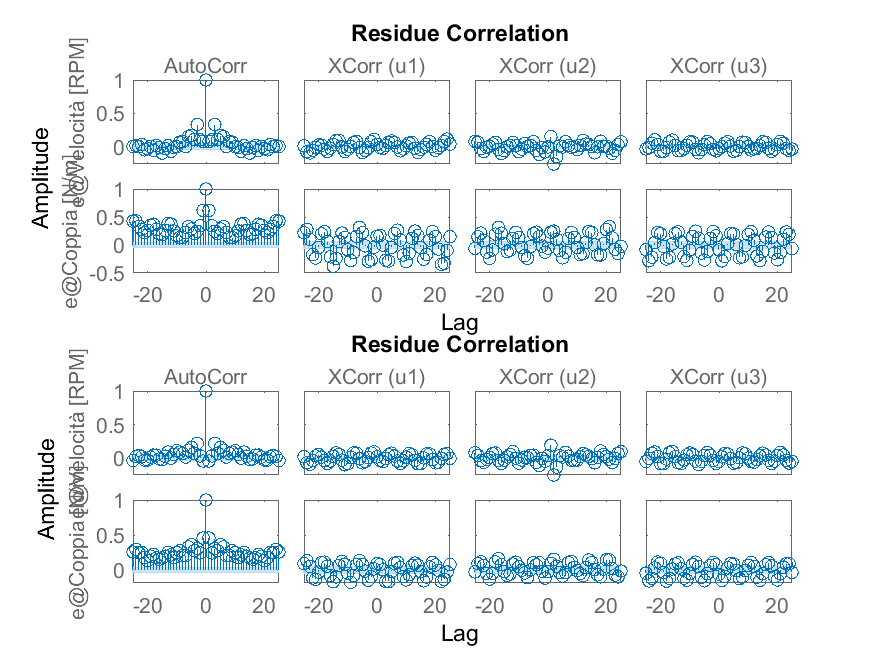 Residue Correlation
AutoCorr
XCorr (u1)
XCorr (u2)
XCorr (u3)
Amplitude
e@Velocità [RPM]
1
0.5
0
e@Coppia [N/m]
1
0.5
0
-0.5
-20 0 20
-20 0 20
-20 0 20
-20 0 20
Lag
Residue Correlation
AutoCorr
XCorr (u1)
XCorr (u2)
XCorr (u3)
Amplitude
e@Velocità [RPM]
1
0.5
0
e@Coppia [N/m]
1
0.5
0
-20 0 20
-20 0 20
-20 0 20
-20 0 20
Lag